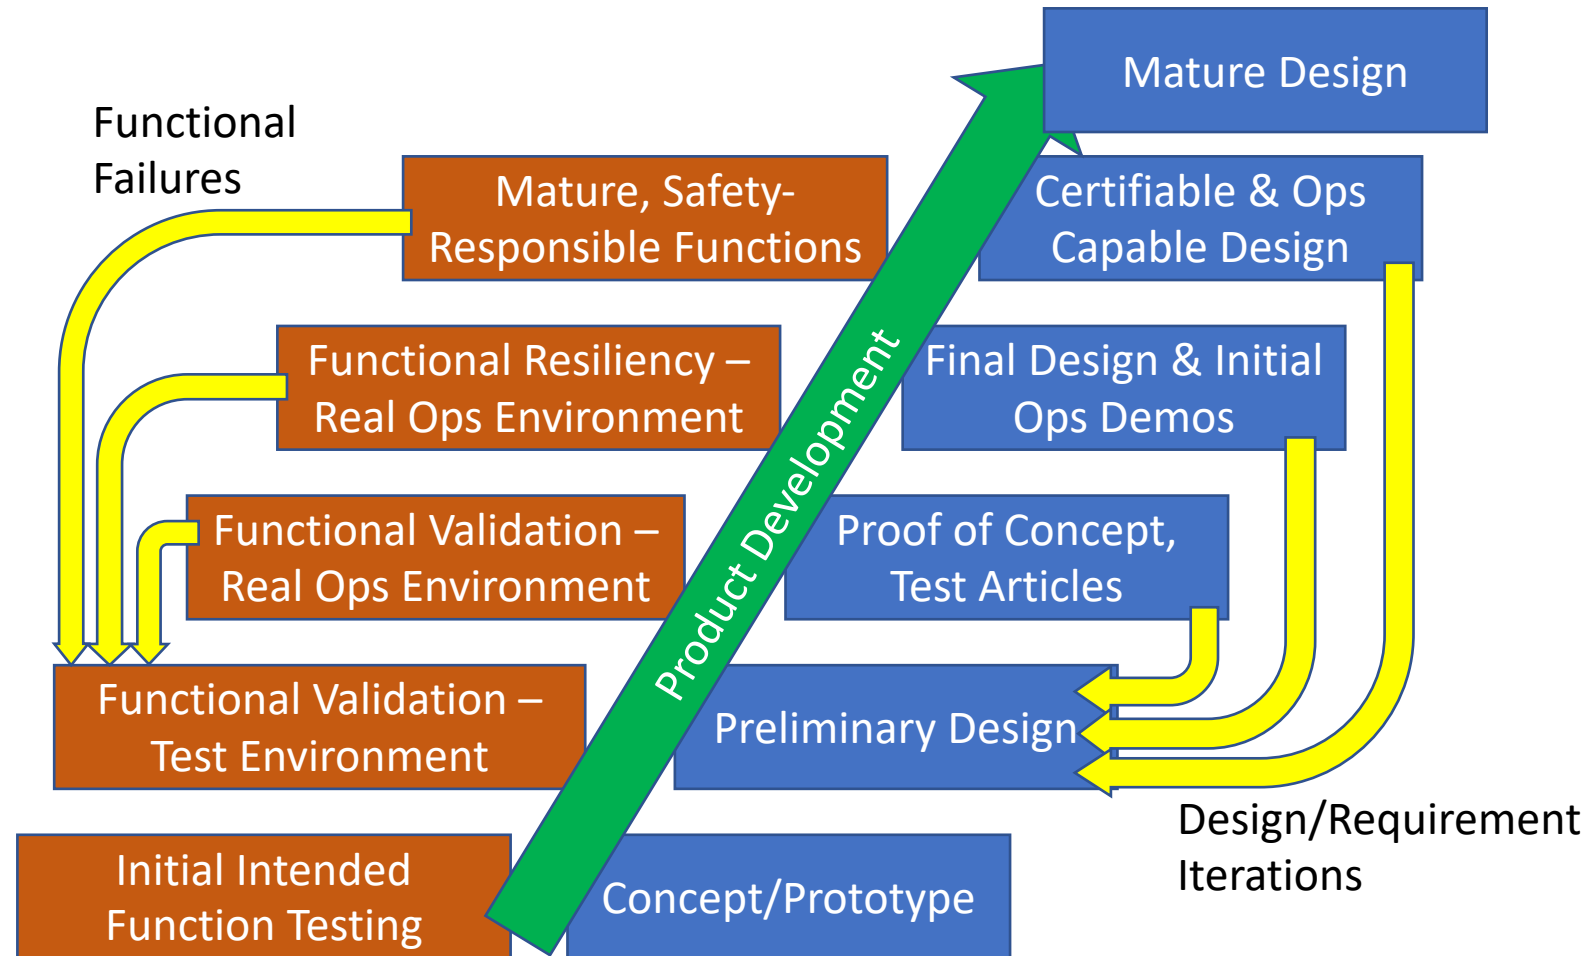 Mature Design
Functional
Failures
Mature, Safety-
Responsible Functions
Certifiable & Ops
Capable Design
Functional Resiliency –
Real Ops Environment
Final Design & Initial
Ops Demos
Product Development
Functional Validation –
Real Ops Environment
Proof of Concept,
Test Articles
Functional Validation –
Test Environment
Preliminary Design
Design/Requirement
Iterations
Initial Intended
Function Testing
Concept/Prototype